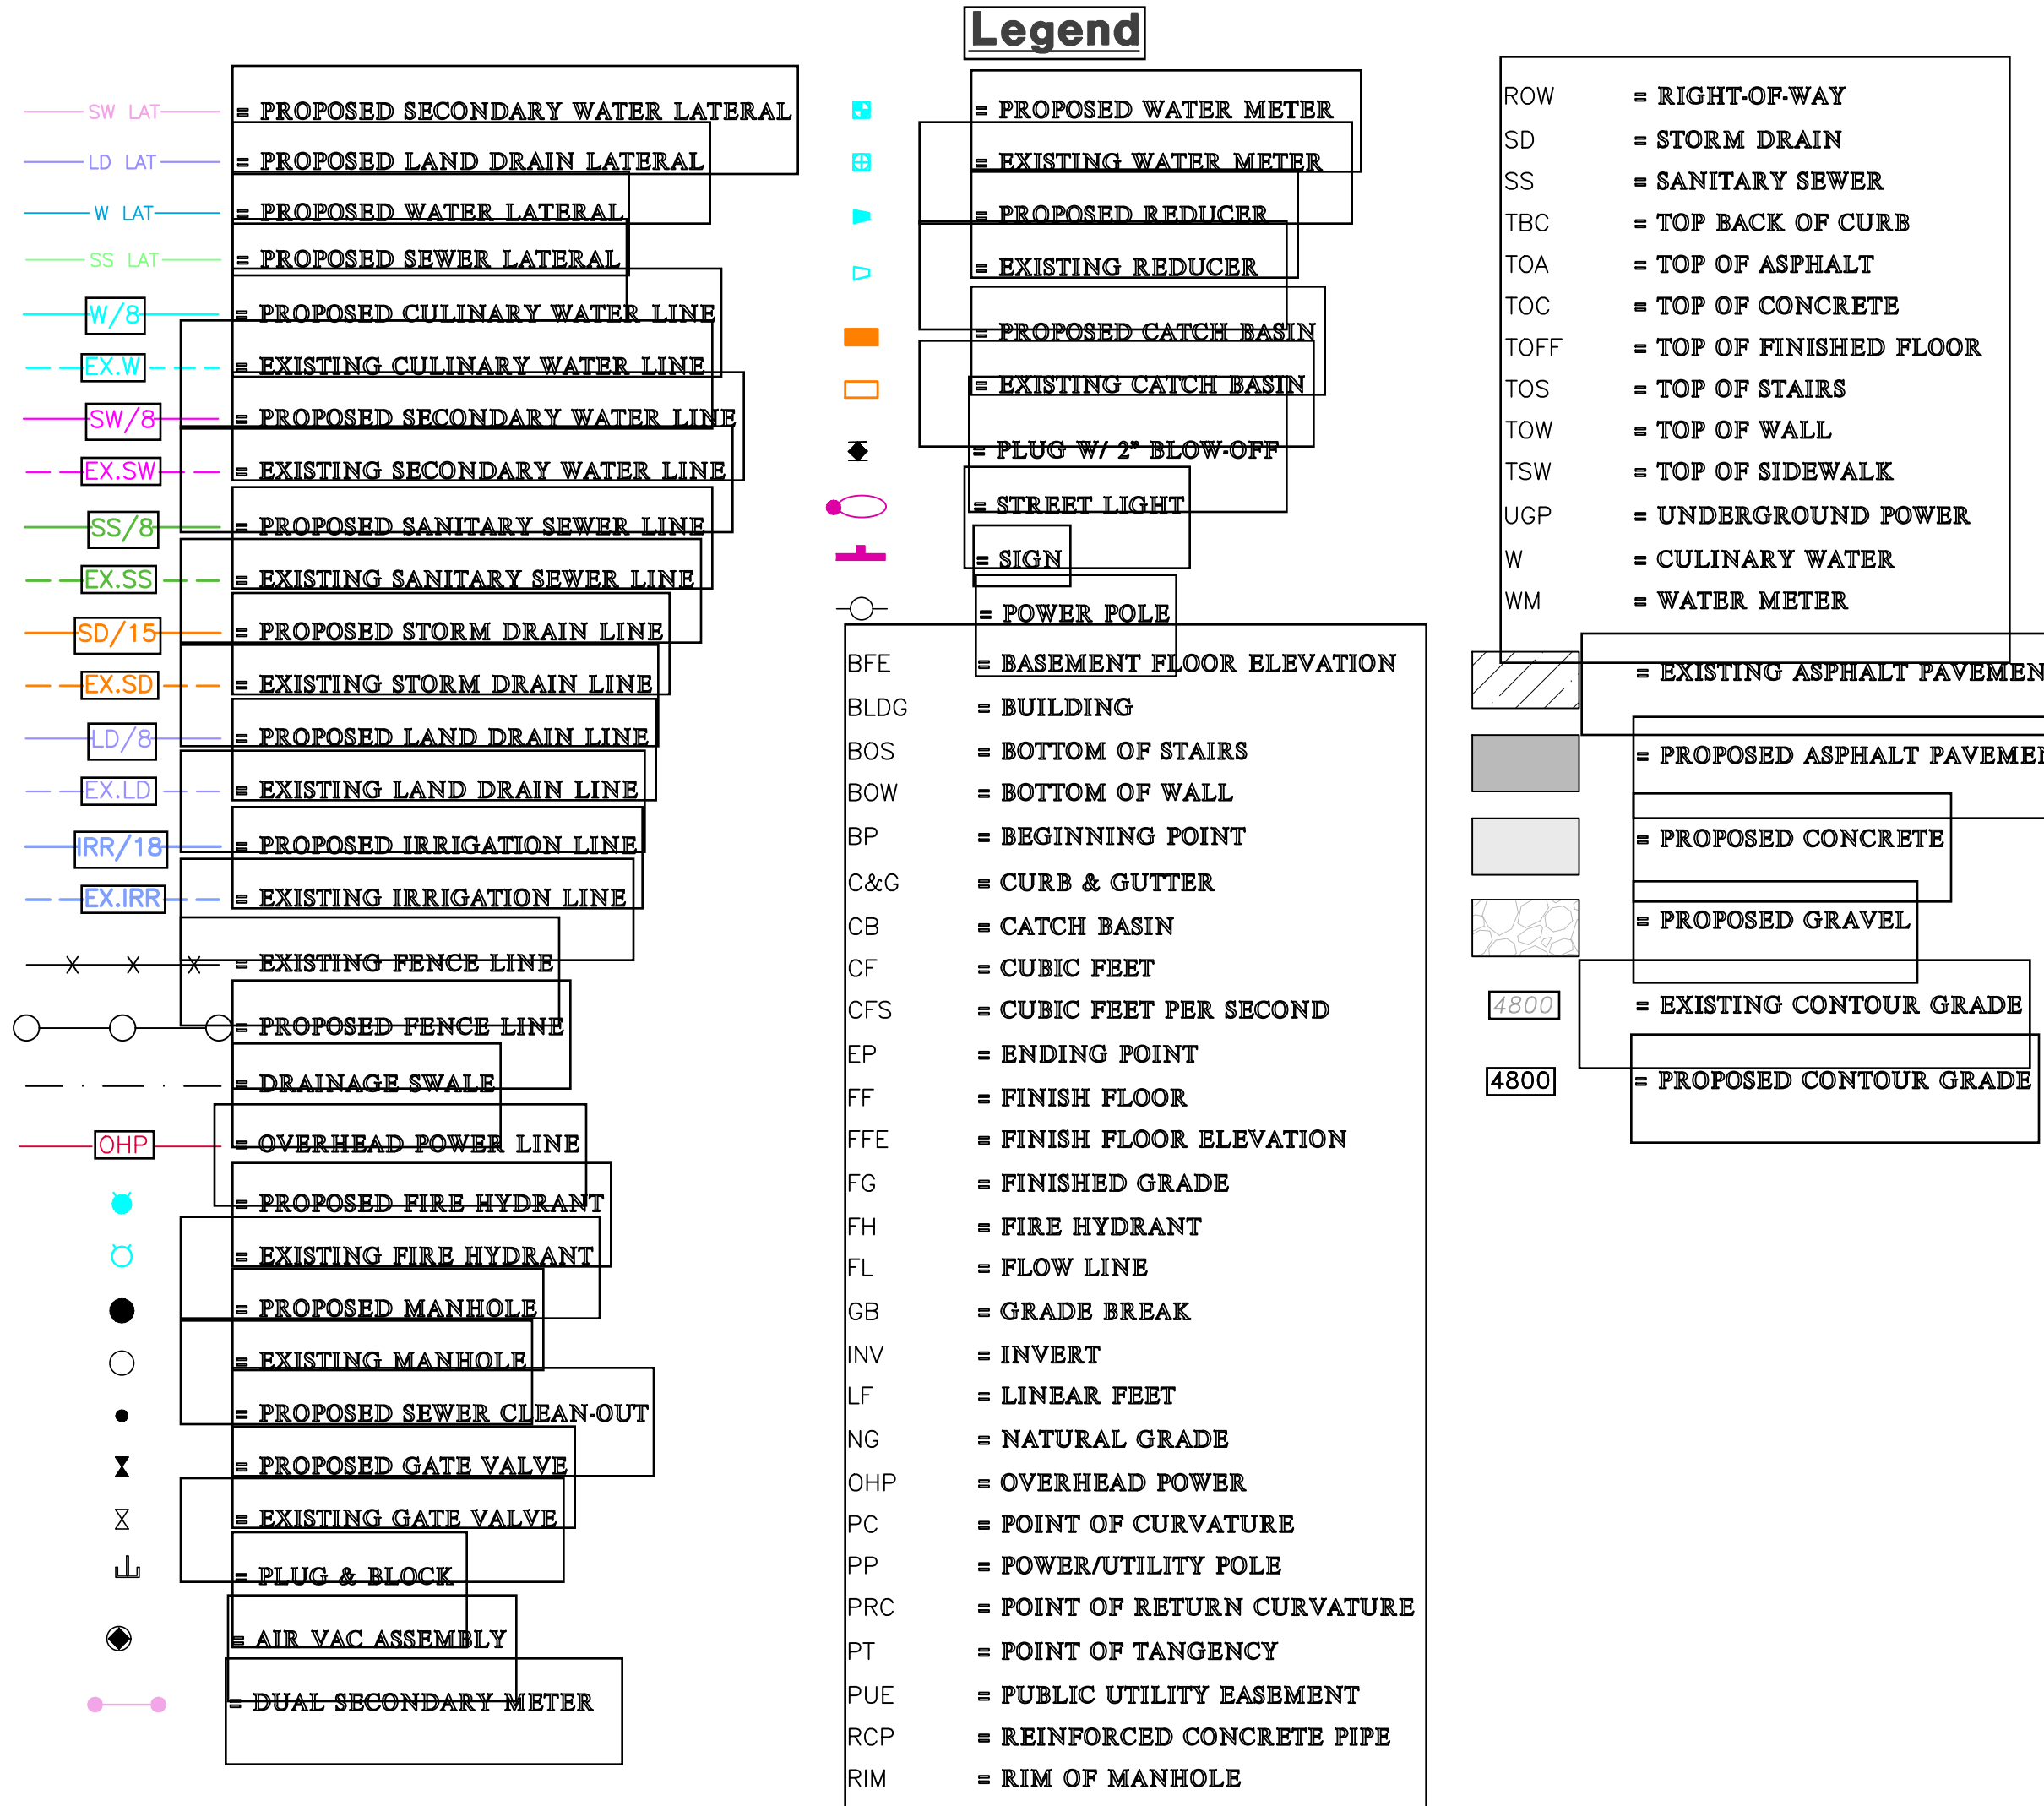 Legend
SW LAT = PROPOSED SECONDARY WATER LATERAL
LD LAT = PROPOSED LAND DRAIN LATERAL
W LAT = PROPOSED WATER LATERAL
SS LAT = PROPOSED SEWER LATERAL
W/8 = PROPOSED CULINARY WATER LINE
EX.W = EXISTING CULINARY WATER LINE
SW/8 = PROPOSED SECONDARY WATER LINE
EX.SW = EXISTING SECONDARY WATER LINE
SS/8 = PROPOSED SANITARY SEWER LINE
EX.SS = EXISTING SANITARY SEWER LINE
SD/15 = PROPOSED STORM DRAIN LINE
EX.SD = EXISTING STORM DRAIN LINE
LD/8 = PROPOSED LAND DRAIN LINE
EX.LD = EXISTING LAND DRAIN LINE
IRR/18 = PROPOSED IRRIGATION LINE
EX.IRR = EXISTING IRRIGATION LINE
= EXISTING FENCE LINE
= PROPOSED FENCE LINE
= DRAINAGE SWALE
OHP = OVERHEAD POWER LINE
= PROPOSED FIRE HYDRANT
= EXISTING FIRE HYDRANT
= PROPOSED MANHOLE
= EXISTING MANHOLE
= PROPOSED SEWER CLEAN-OUT
= PROPOSED GATE VALVE
= EXISTING GATE VALVE
= PLUG & BLOCK
= AIR VAC ASSEMBLY
= DUAL SECONDARY METER
= PROPOSED WATER METER
= EXISTING WATER METER
= PROPOSED REDUCER
= EXISTING REDUCER
= PROPOSED CATCH BASIN
= EXISTING CATCH BASIN
= PLUG W/ 2" BLOW-OFF
= STREET LIGHT
= SIGN
= POWER POLE
BFE = BASEMENT FLOOR ELEVATION
BLDG = BUILDING
BOS = BOTTOM OF STAIRS
BOW = BOTTOM OF WALL
BP = BEGINNING POINT
C&G = CURB & GUTTER
CB = CATCH BASIN
CF = CUBIC FEET
CFS = CUBIC FEET PER SECOND
EP = ENDING POINT
FF = FINISH FLOOR
FFE = FINISH FLOOR ELEVATION
FG = FINISHED GRADE
FH = FIRE HYDRANT
FL = FLOW LINE
GB = GRADE BREAK
INV = INVERT
LF = LINEAR FEET
NG = NATURAL GRADE
OHP = OVERHEAD POWER
PC = POINT OF CURVATURE
PP = POWER/UTILITY POLE
PRC = POINT OF RETURN CURVATURE
PT = POINT OF TANGENCY
PUE = PUBLIC UTILITY EASEMENT
RCP = REINFORCED CONCRETE PIPE
RIM = RIM OF MANHOLE
ROW = RIGHT-OF-WAY
SD = STORM DRAIN
SS = SANITARY SEWER
TBC = TOP BACK OF CURB
TOA = TOP OF ASPHALT
TOC = TOP OF CONCRETE
TOFF = TOP OF FINISHED FLOOR
TOS = TOP OF STAIRS
TOW = TOP OF WALL
TSW = TOP OF SIDEWALK
UGP = UNDERGROUND POWER
W = CULINARY WATER
WM = WATER METER
= EXISTING ASPHALT PAVEMEN
= PROPOSED ASPHALT PAVEMEN
= PROPOSED CONCRETE
= PROPOSED GRAVEL
4800 = EXISTING CONTOUR GRADE
4800 = PROPOSED CONTOUR GRADE